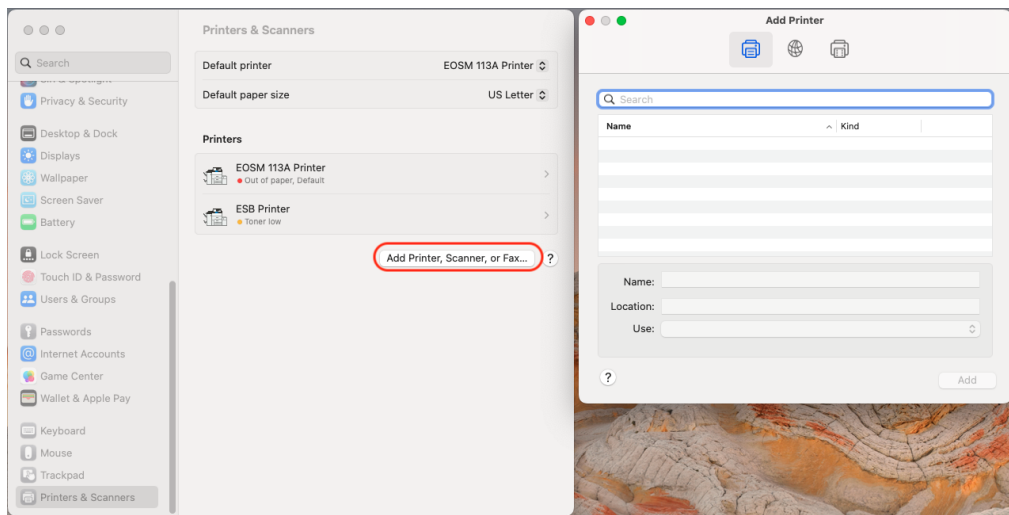 Search
Privacy & Security
Desktop & Dock
Displays
Wallpaper
Screen Saver
Battery
Lock Screen
Touch ID & Password
Users & Groups
Passwords
Internet Accounts
Game Center
Wallet & Apple Pay
Keyboard
Mouse
Trackpad
Printers & Scanners
Printers & Scanners
Default printer EOSM 113A Printer
Default paper size US Letter
Printers
EOSM 113A Printer
Out of paper, Default
ESB Printer
Toner low
Add Printer, Scanner, or Fax... ?
Add Printer
Search
Name Kind
Name:
Location:
Use:
? Add